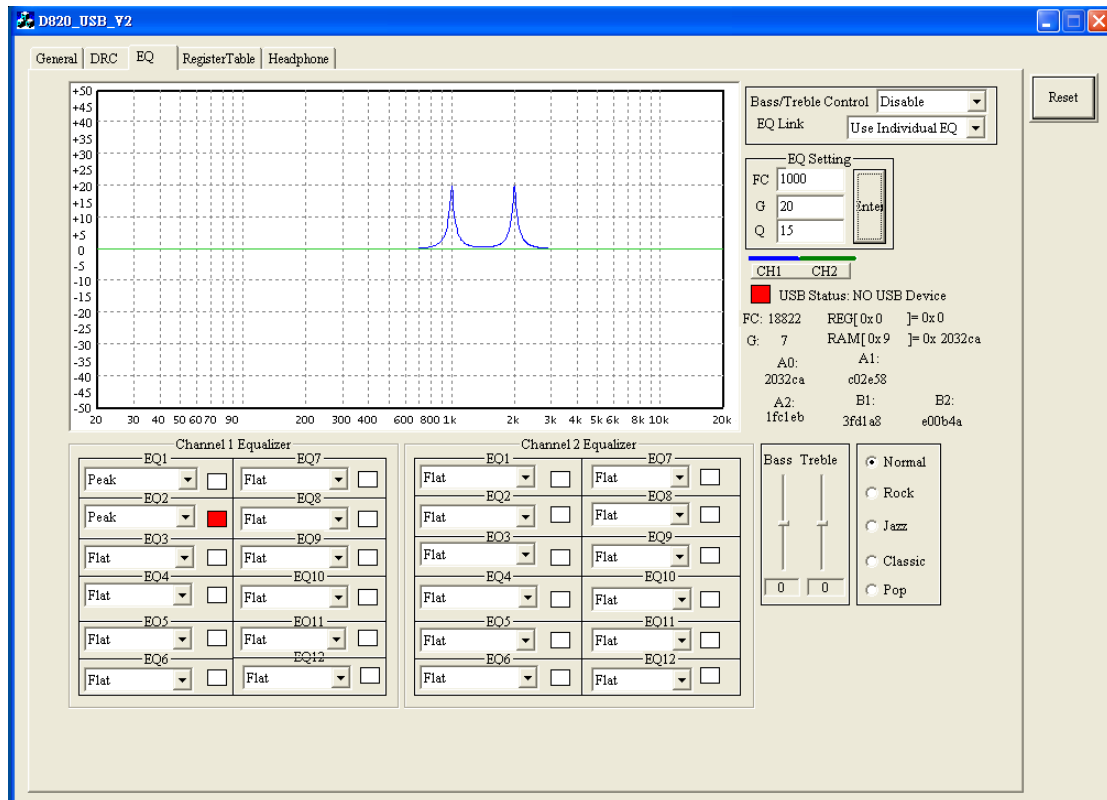 D820_USB_V2
General DRC EQ RegisterTable Headphone
Reset
+50
+45
+40
+35
+30
+25
+20
+15
+10
+5
0
-5
-10
-15
-20
-25
-30
-35
-40
-45
-50
20 30 40 50 60 70 90 200 300 400 600 800 1k 2k 3k 4k 5k 6k 8k 10k 20k
Bass/Treble Control Disable
EQ Link Use Individual EQ
EQ Setting
FC 1000
G 20
Q 15
Enter
CH1 CH2
USB Status: NO USB Device
FC: 18822 REG[ 0x 0 ]= 0x 0
G: 7 RAM[ 0x 9 ]= 0x 2032ca
A0: A1:
2032ca c02e58
A2: B1: B2:
1fc1eb 3fd1a8 e00b4a
Channel 1 Equalizer
EQ1 EQ7
Peak Flat
EQ2 EQ8
Peak Flat
EQ3 EQ9
Flat Flat
EQ4 EQ10
Flat Flat
EQ5 EQ11
Flat Flat
EQ6 EQ12
Flat Flat
Channel 2 Equalizer
EQ1 EQ7
Flat Flat
EQ2 EQ8
Flat Flat
EQ3 EQ9
Flat Flat
EQ4 EQ10
Flat Flat
EQ5 EQ11
Flat Flat
EQ6 EQ12
Flat Flat
Bass Treble
0 0
Normal
Rock
Jazz
Classic
Pop